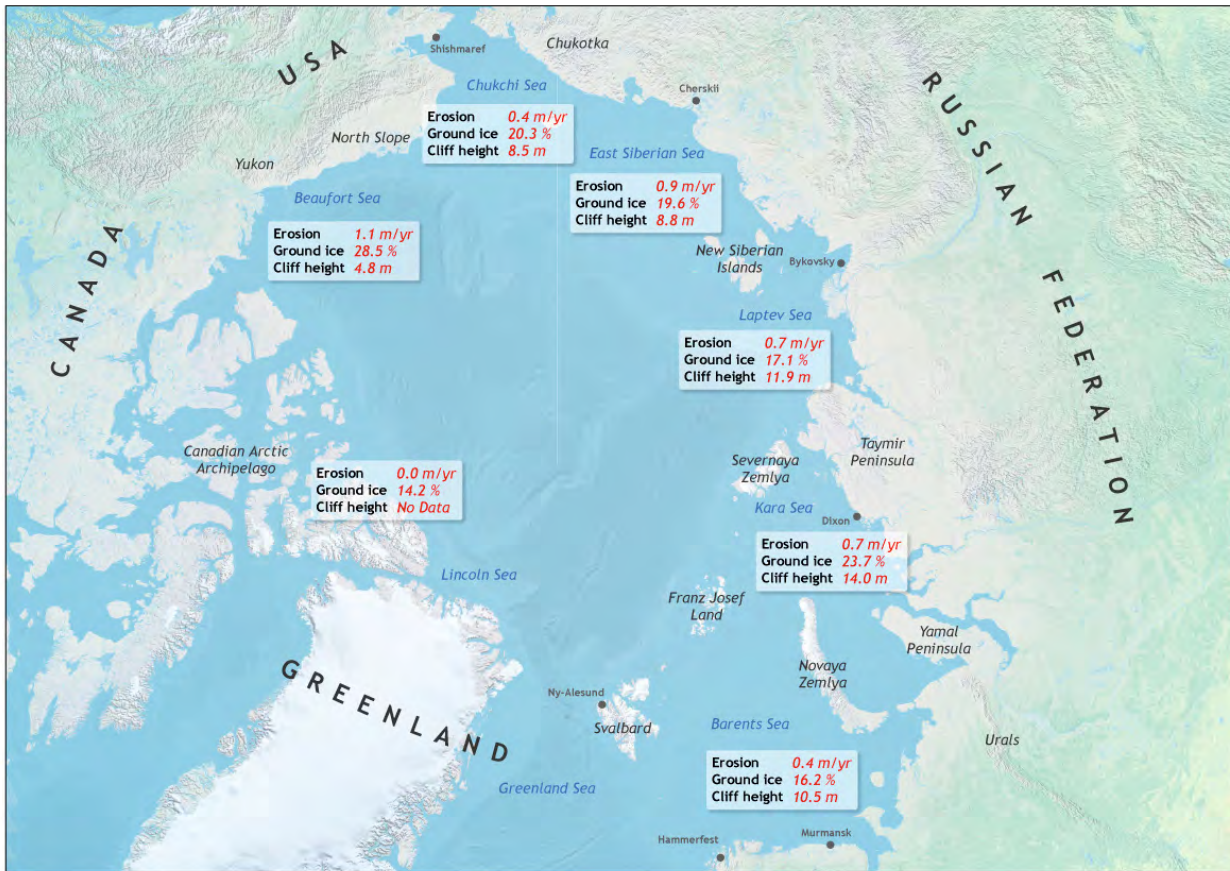 USA
Shishmaref
Chukotka
Chukchi Sea
Cherskii
Erosion 0.4 m/yr
Ground ice 20.3 %
Cliff height 8.5 m
North Slope
Yukon
East Siberian Sea
Erosion 0.9 m/yr
Ground ice 19.6 %
Cliff height 8.8 m
RUSSIAN FEDERATION
Beaufort Sea
Erosion 1.1 m/yr
Ground ice 28.5 %
Cliff height 4.8 m
CANADA
New Siberian
Islands
Bykovsky
Laptev Sea
Erosion 0.7 m/yr
Ground ice 17.1 %
Cliff height 11.9 m
Canadian Arctic
Archipelago
Erosion 0.0 m/yr
Ground ice 14.2 %
Cliff height No Data
Severnaya
Zemlya
Taymir
Peninsula
Kara Sea
Dixon
Erosion 0.7 m/yr
Ground ice 23.7 %
Cliff height 14.0 m
Lincoln Sea
Franz Josef
Land
Yamal
Peninsula
Novaya
Zemlya
GREENLAND
Ny-Alesund
Svalbard
Barents Sea
Urals
Erosion 0.4 m/yr
Ground ice 16.2 %
Cliff height 10.5 m
Greenland Sea
Hammerfest
Murmansk